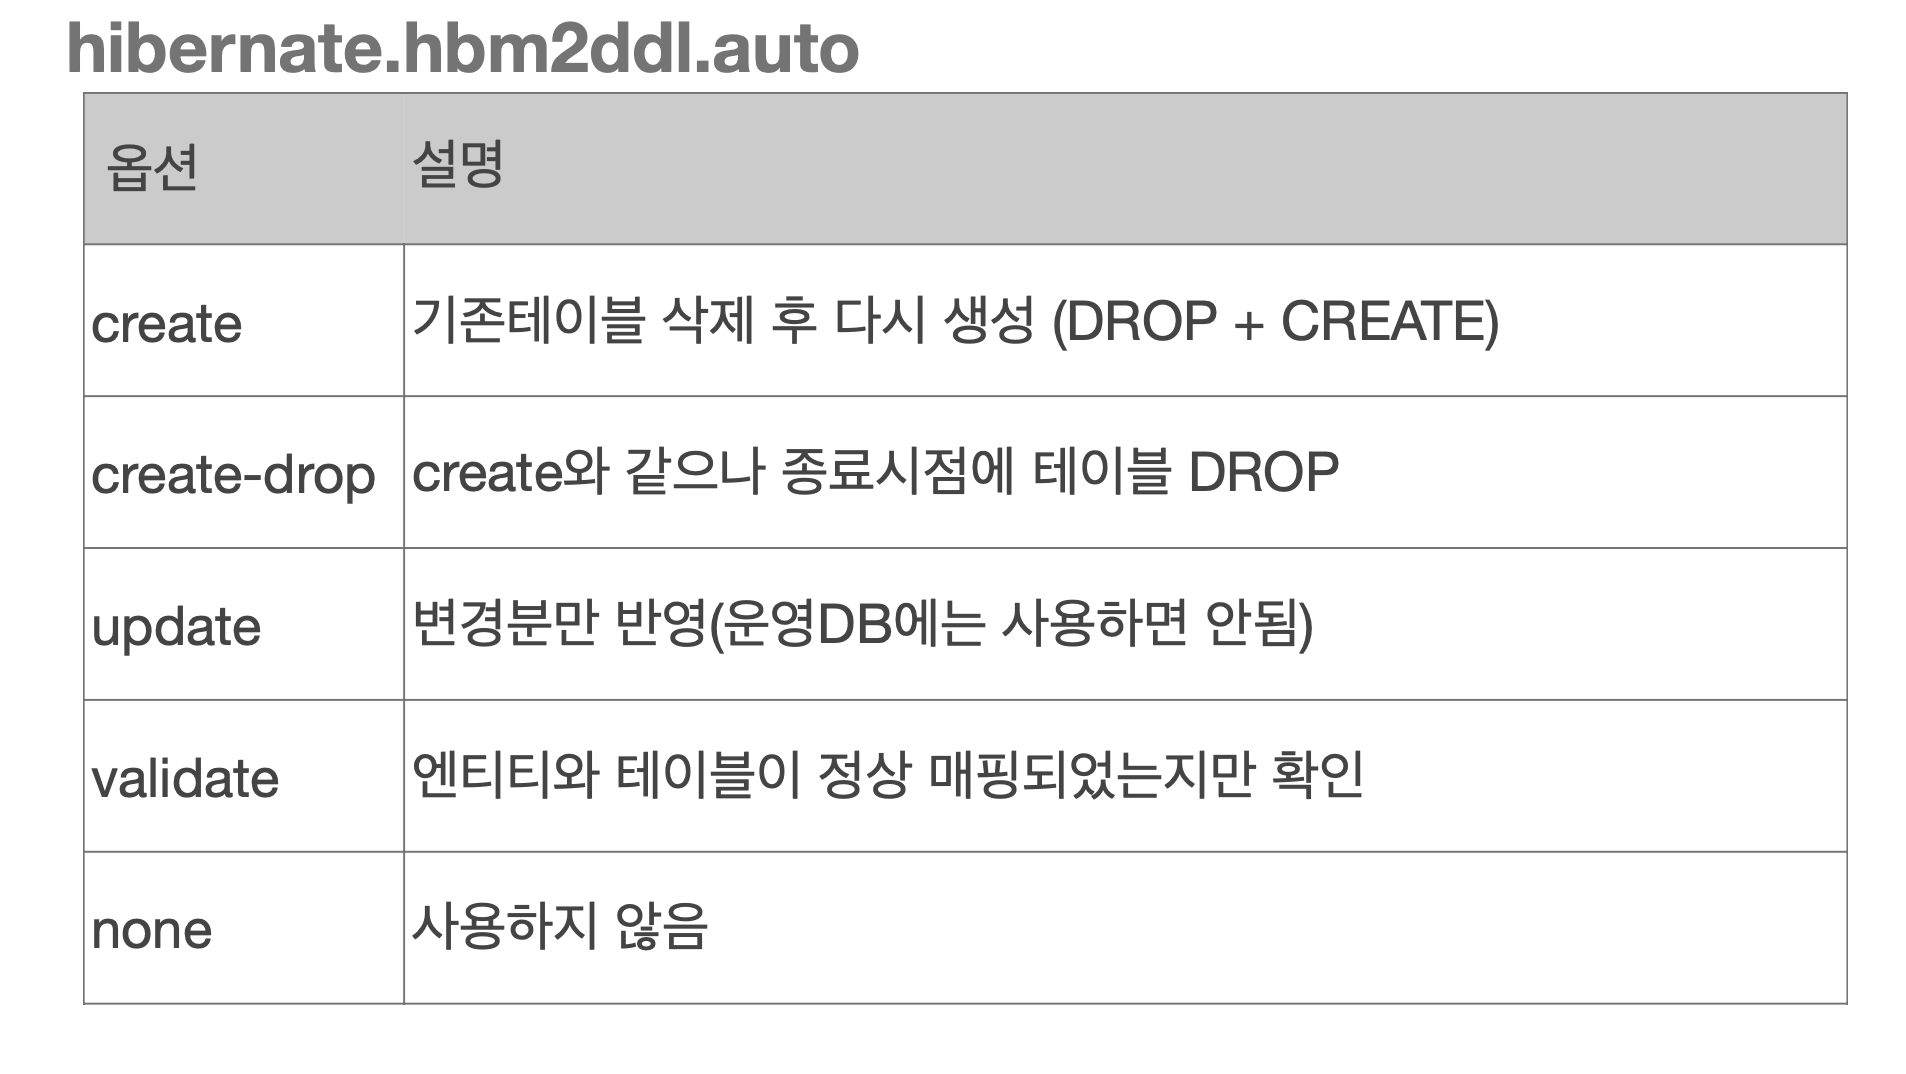 hibernate.hbm2ddl.auto
옵션 설명
create 기존테이블 삭제 후 다시 생성 (DROP + CREATE)
create-drop create와 같으나 종료시점에 테이블 DROP
update 변경분만 반영(운영DB에는 사용하면 안됨)
validate 엔티티와 테이블이 정상 매핑되었는지만 확인
none 사용하지 않음